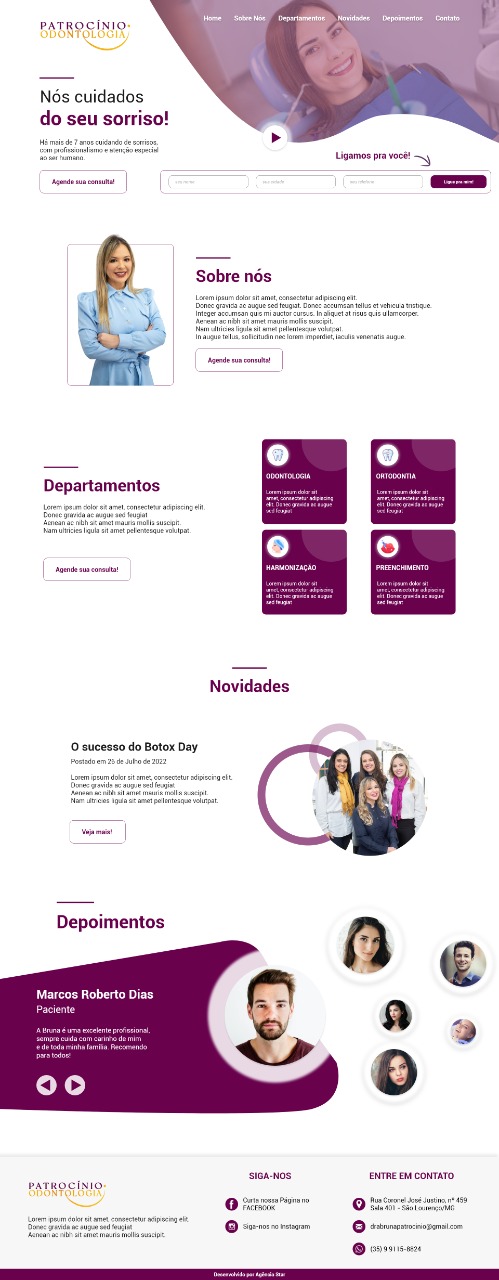 PATROCÍNIO
ODONTOLOGIA
Home Sobre Nós Departamentos Novidades Depoimentos Contato
Nós cuidados
do seu sorriso!
Há mais de 7 anos cuidando de sorrisos,
com profissionalismo e atenção especial
ao ser humano.
Agende sua consulta!
Ligamos pra você!
seu nome
seu estado
seu telefone
Ligue pra mim!
Sobre nós
Lorem ipsum dolor sit amet, consectetur adipiscing elit.
Donec gravida ac augue sed feugiat. Donec accumsan tellus et vehicula tristique.
Integer accumsan quis mi auctor cursus. In aliquet at risus quis ullamcorper.
Aenean ac nibh sit amet mauris mollis suscipit.
Nam ultricies ligula sit amet pellentesque volutpat.
In augue tellus, sollicitudin nec lorem imperdiet, iaculis venenatis augue.
Agende sua consulta!
Departamentos
Lorem ipsum dolor sit amet, consectetur adipiscing elit.
Donec gravida ac augue sed feugiat
Aenean ac nibh sit amet mauris mollis suscipit.
Nam ultricies ligula sit amet pellentesque volutpat.
Agende sua consulta!
ODONTOLOGIA
Lorem ipsum dolor sit
amet, consectetur adipiscing
elit. Donec gravida ac augue
sed feugiat
ORTODONTIA
Lorem ipsum dolor sit
amet, consectetur adipiscing
elit. Donec gravida ac augue
sed feugiat
HARMONIZAÇÃO
Lorem ipsum dolor sit
amet, consectetur adipiscing
elit. Donec gravida ac augue
sed feugiat
PREENCHIMENTO
Lorem ipsum dolor sit
amet, consectetur adipiscing
elit. Donec gravida ac augue
sed feugiat
Novidades
O sucesso do Botox Day
Postado em 26 de Julho de 2022
Lorem ipsum dolor sit amet, consectetur adipiscing elit.
Donec gravida ac augue sed feugiat
Aenean ac nibh sit amet mauris mollis suscipit.
Nam ultricies ligula sit amet pellentesque volutpat.
Veja mais!
Depoimentos
Marcos Roberto Dias
Paciente
A Bruna é uma excelente profissional,
sempre cuida com carinho de mim
e de toda minha família. Recomendo
para todos!
PATROCÍNIO
ODONTOLOGIA
Lorem ipsum dolor sit amet, consectetur adipiscing elit.
Donec gravida ac augue sed feugiat
SIGA-NOS
Curta nossa Página no
FACEBOOK
Siga-nos no Instagram
ENTRE EM CONTATO
Rua Coronel José Justino, nº 459
Sala 401 - São Lourenço/MG
drabrunapatrocinio@gmail.com
(35) 9 9115-8824
Desenvolvido por Agência Star